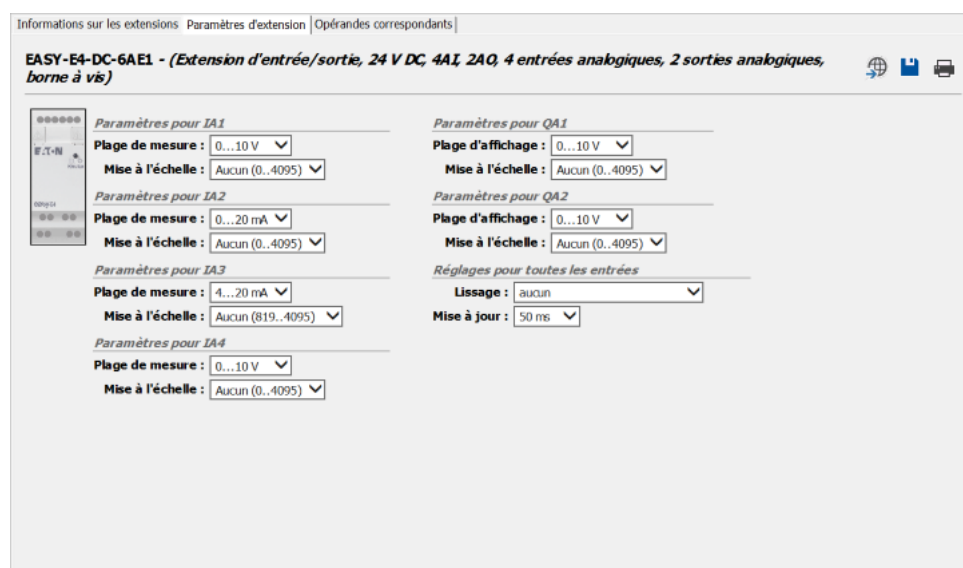 Informations sur les extensions Paramètres d'extension Opérandes correspondants
EASY-E4-DC-6AE1 - (Extension d'entrée/sortie, 24 V DC, 4AI, 2AO, 4 entrées analogiques, 2 sorties analogiques,
borne à vis)
Paramètres pour IA1
Plage de mesure : 0...10 V
Mise à l'échelle : Aucun (0..4095)
Paramètres pour IA2
Plage de mesure : 0...20 mA
Mise à l'échelle : Aucun (0..4095)
Paramètres pour IA3
Plage de mesure : 4...20 mA
Mise à l'échelle : Aucun (819..4095)
Paramètres pour IA4
Plage de mesure : 0...10 V
Mise à l'échelle : Aucun (0..4095)
Paramètres pour QA1
Plage d'affichage : 0...10 V
Mise à l'échelle : Aucun (0..4095)
Paramètres pour QA2
Plage d'affichage : 0...10 V
Mise à l'échelle : Aucun (0..4095)
Réglages pour toutes les entrées
Lissage : aucun
Mise à jour : 50 ms
E·T·N